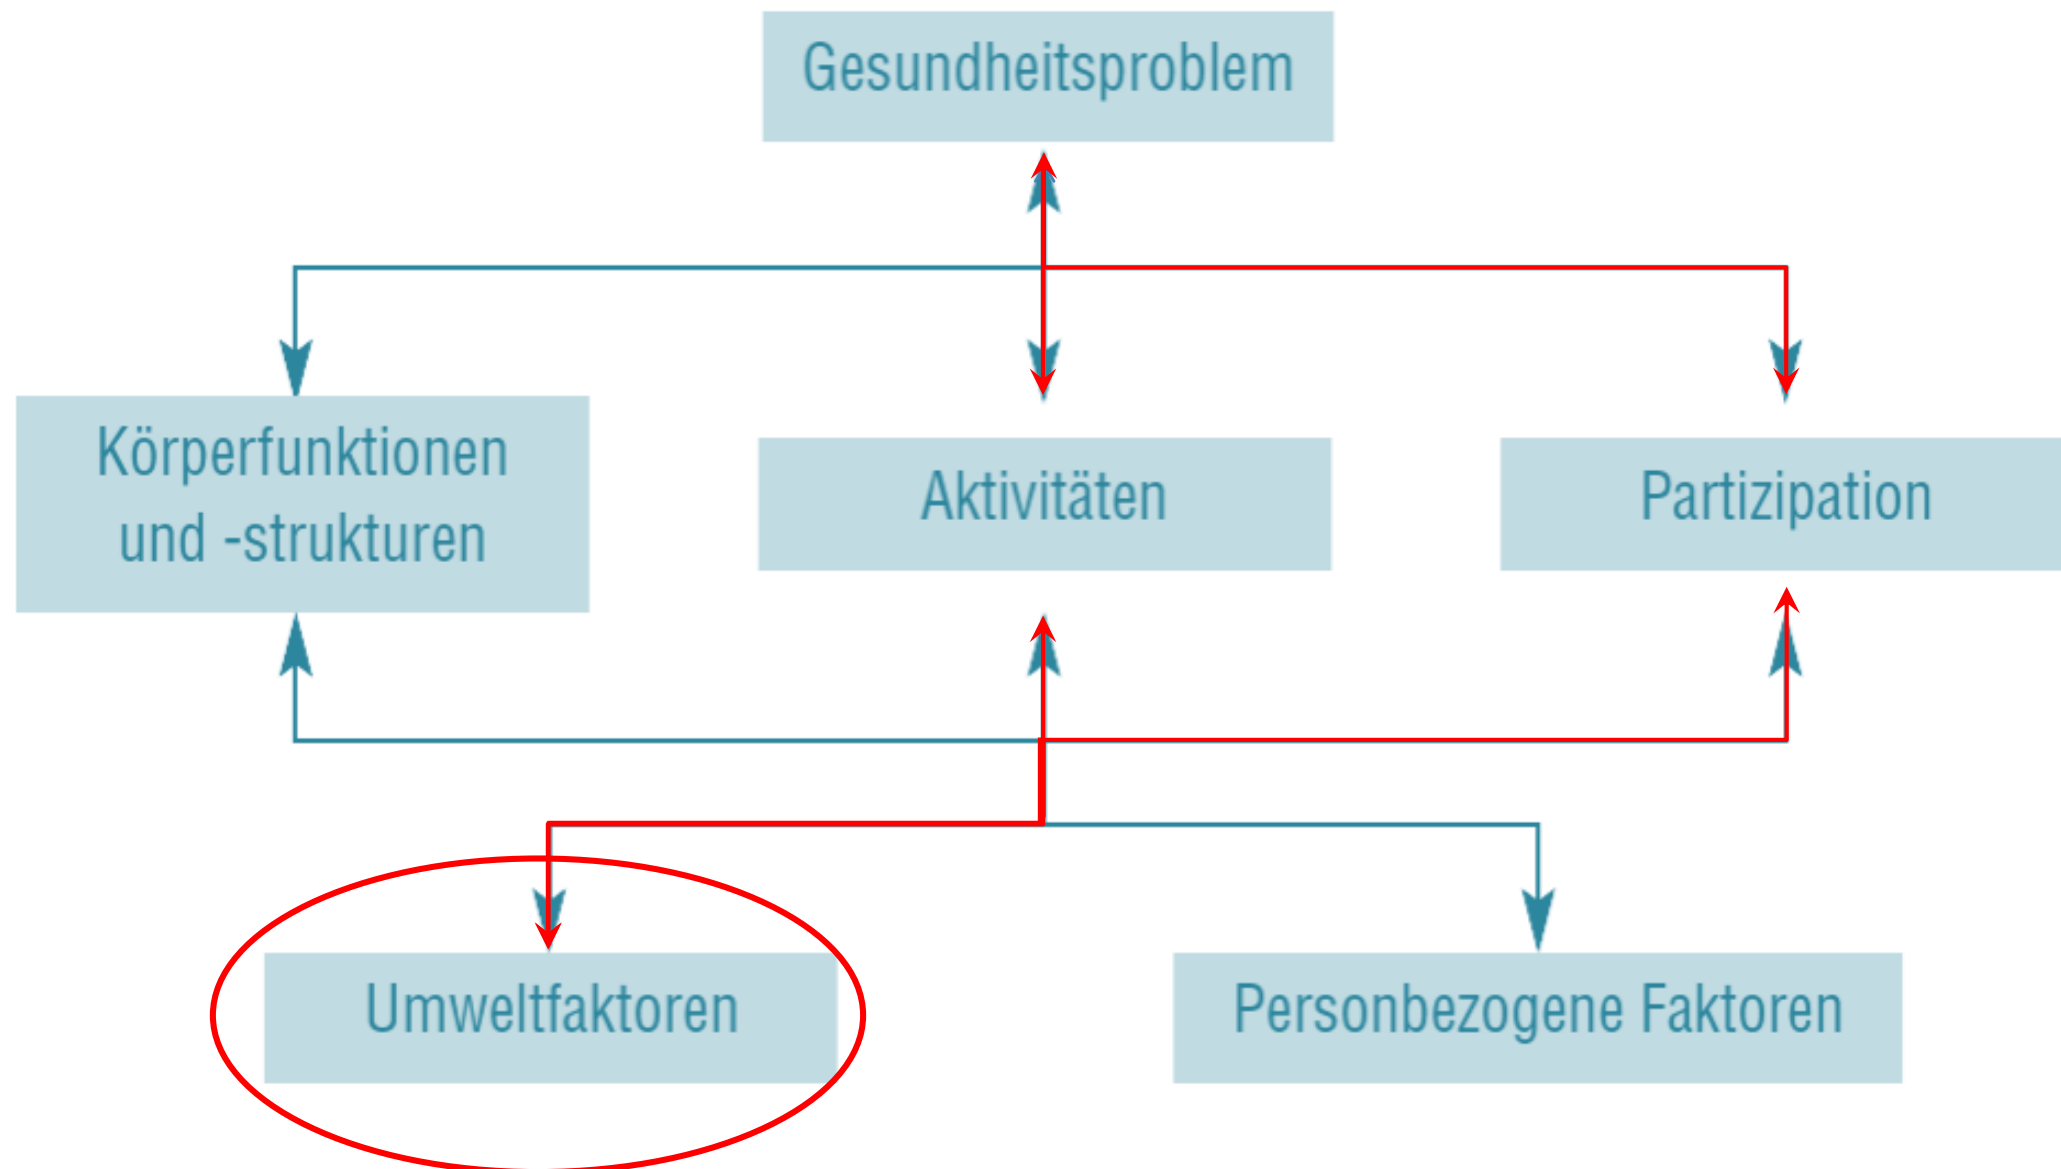 Gesundheitsproblem
Körperfunktionen
und -strukturen
Aktivitäten
Partizipation
Umweltfaktoren
Personbezogene Faktoren